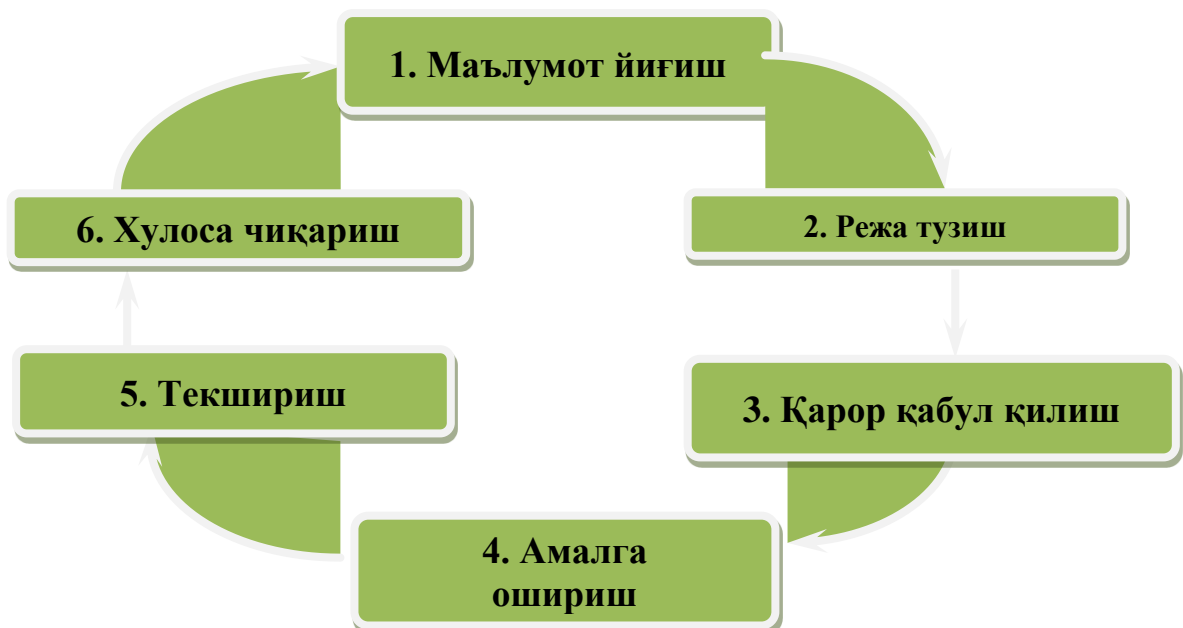 1. Маълумот йиғиш
2. Режа тузиш
3. Қарор қабул қилиш
4. Амалга
ошириш
5. Текшириш
6. Хулоса чиқариш